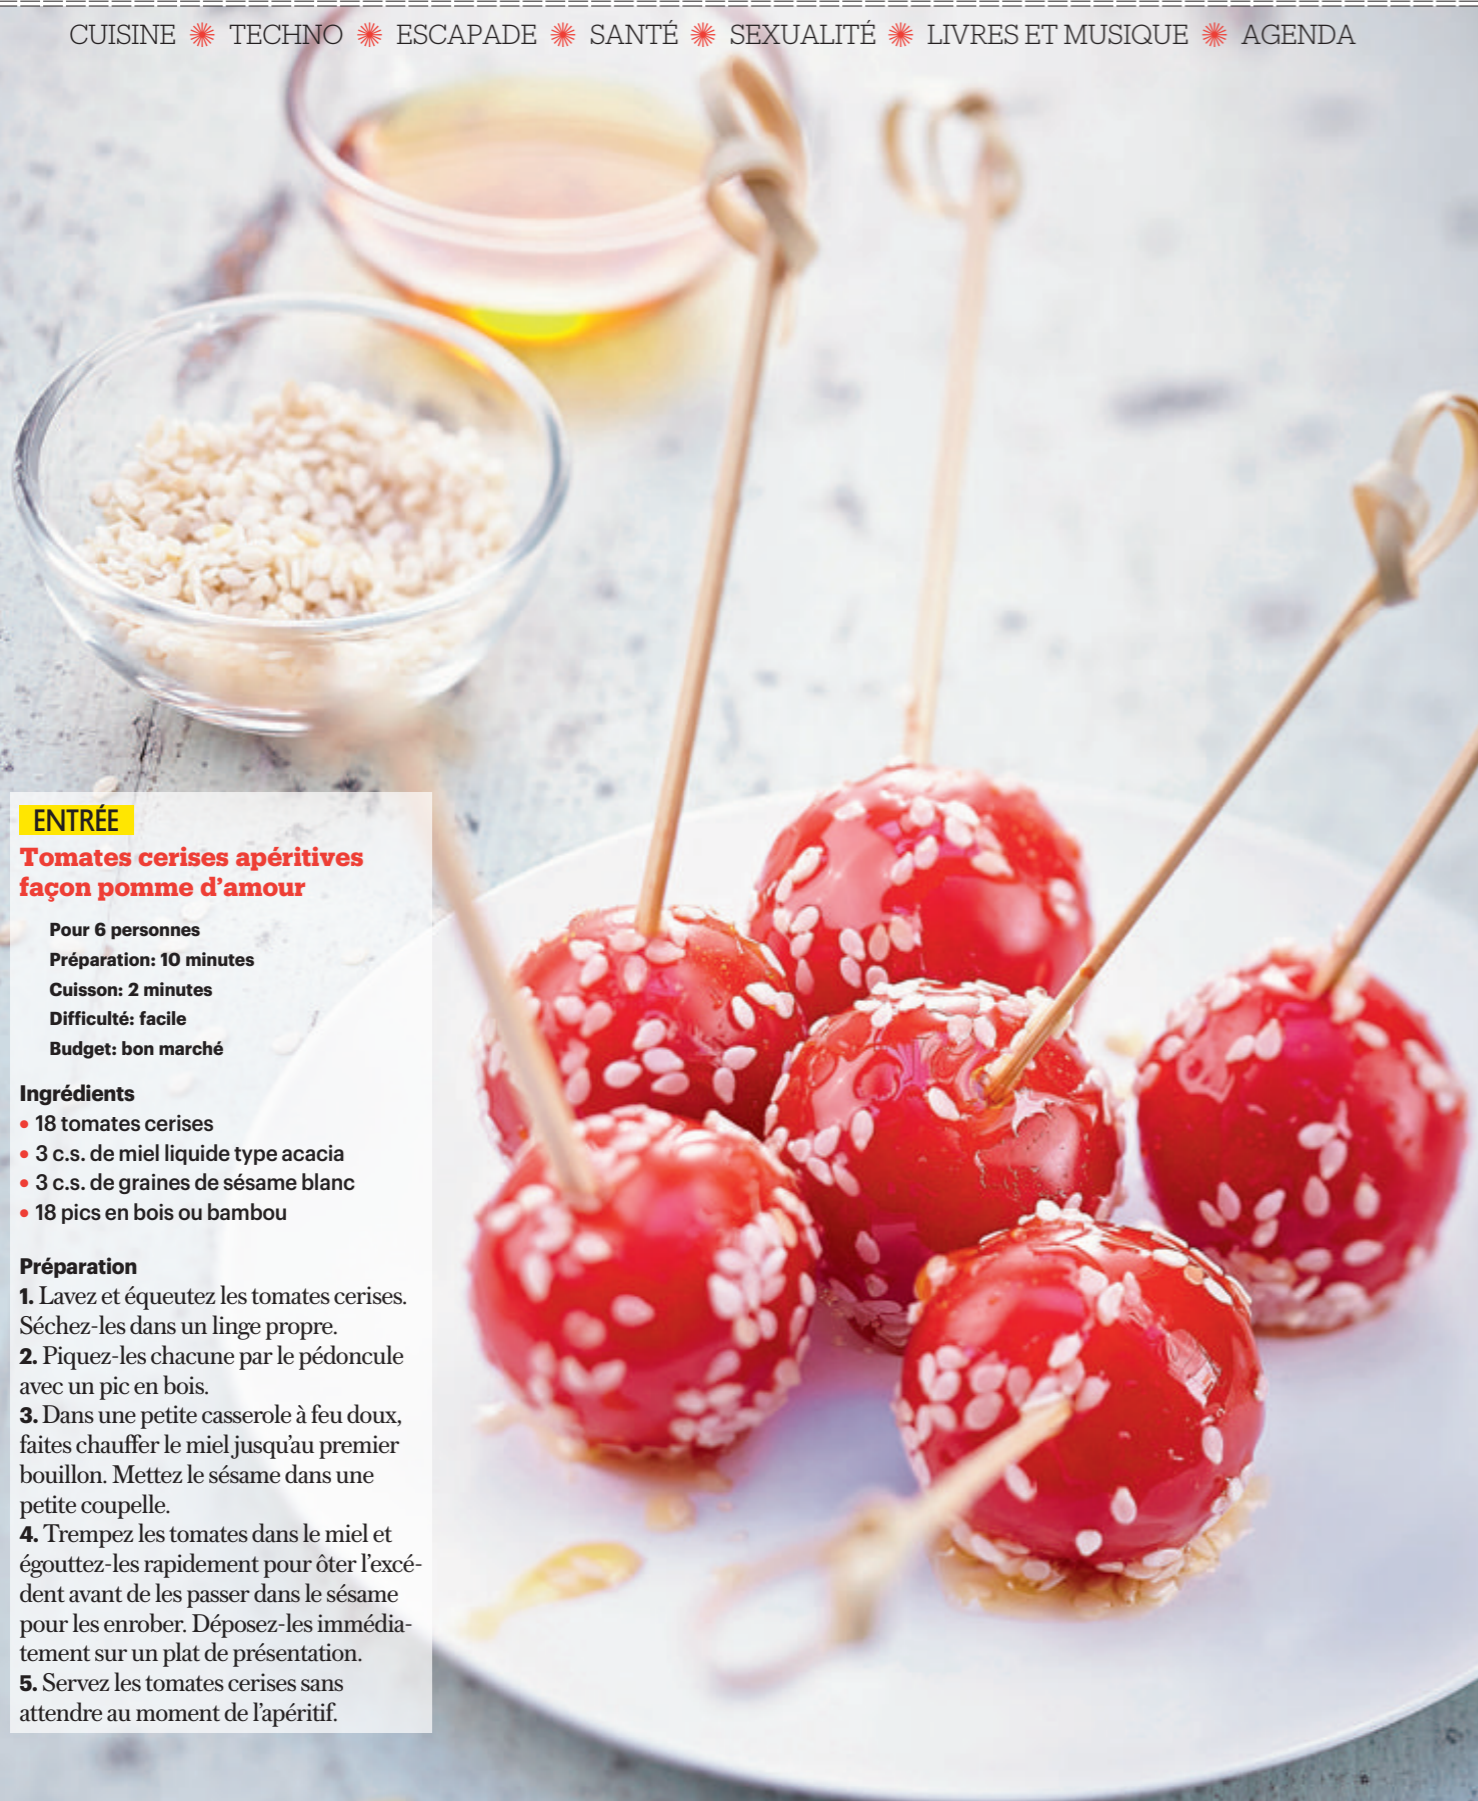 CUISINE TECHNO ESCAPADE SANTÉ SEXUALITÉ LIVRES ET MUSIQUE AGENDA
ENTRÉE
Tomates cerises apéritives
façon pomme d’amour
Pour 6 personnes
Préparation: 10 minutes
Cuisson: 2 minutes
Difficulté: facile
Budget: bon marché
Ingrédients
• 18 tomates cerises
• 3 c.s. de miel liquide type acacia
• 3 c.s. de graines de sésame blanc
• 18 pics en bois ou bambou
Préparation
1. Lavez et équeutez les tomates cerises.
Séchez-les dans un linge propre.
2. Piquez-les chacune par le pédoncule
avec un pic en bois.
3. Dans une petite casserole à feu doux,
faites chauffer le miel jusqu’au premier
bouillon. Mettez le sésame dans une
petite coupelle.
4. Trempez les tomates dans le miel et
égouttez-les rapidement pour ôter l’excé-
dent avant de les passer dans le sésame
pour les enrober. Déposez-les immédia-
tement sur un plat de présentation.
5. Servez les tomates cerises sans
attendre au moment de l’apéritif.